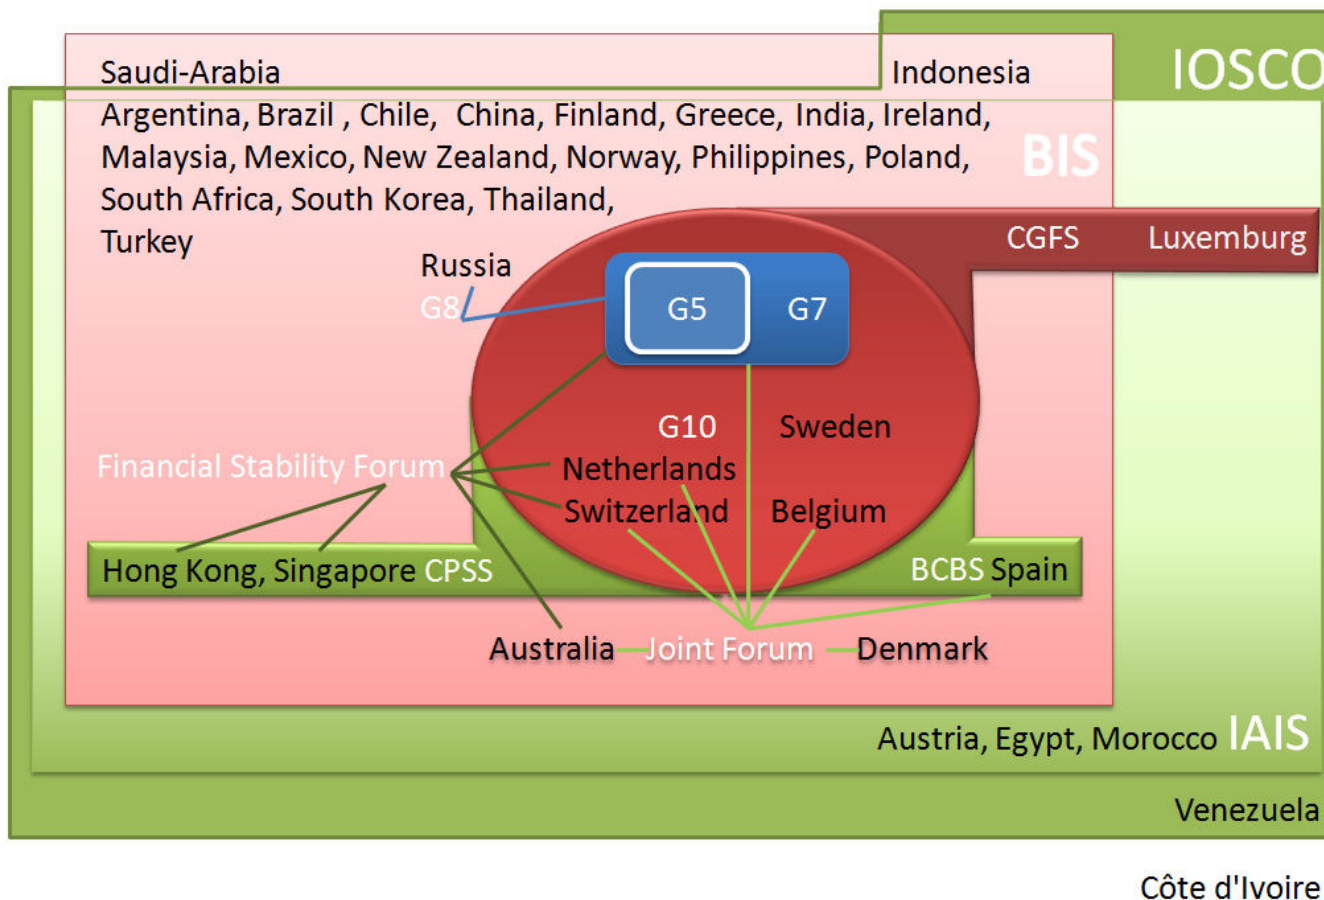 IOSCO
Saudi-Arabia
Indonesia
Argentina, Brazil , Chile, China, Finland, Greece, India, Ireland,
Malaysia, Mexico, New Zealand, Norway, Philippines, Poland,
South Africa, South Korea, Thailand,
Turkey
BIS
CGFS
Luxemburg
Russia
G8
G5
G7
G10
Sweden
Financial Stability Forum
Netherlands
Switzerland
Belgium
Hong Kong, Singapore CPSS
BCBS Spain
Australia
Joint Forum
Denmark
Austria, Egypt, Morocco IAIS
Venezuela
Côte d'Ivoire